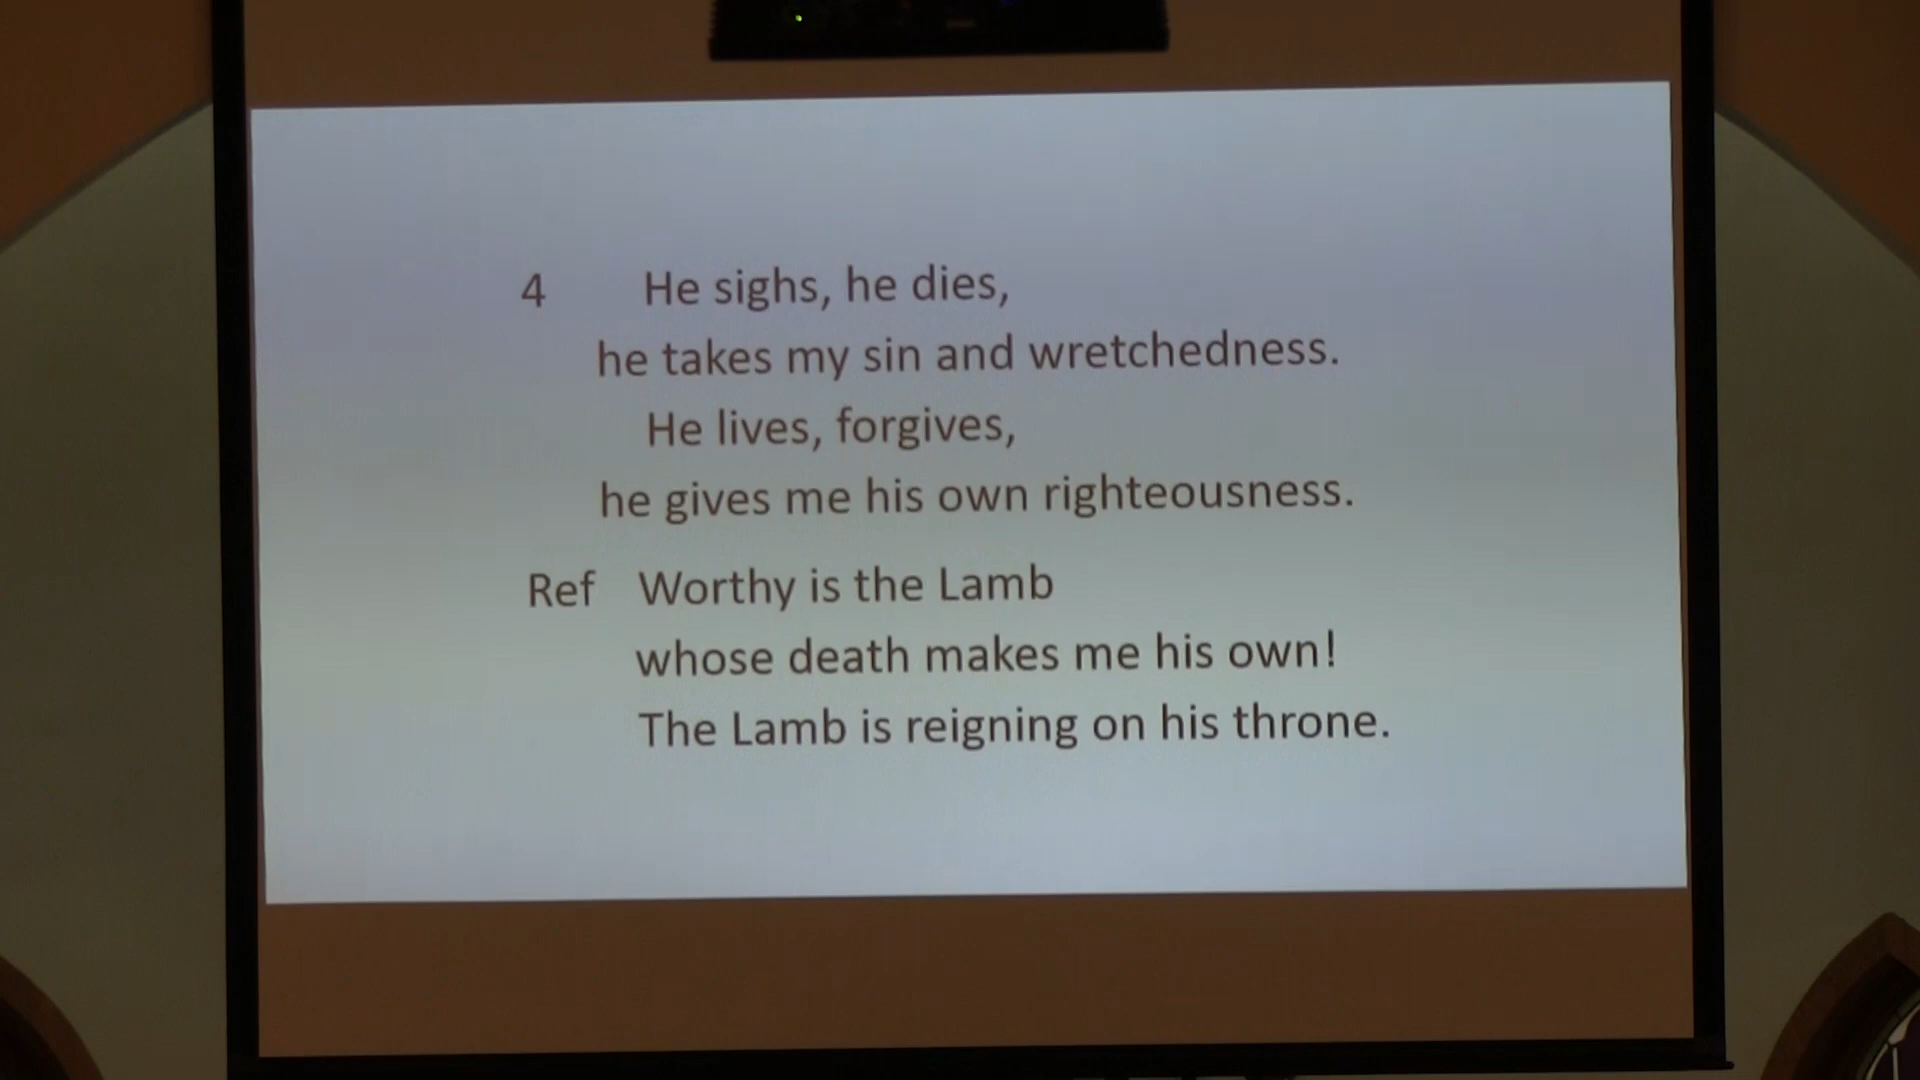 4 He sighs, he dies,
he takes my sin and wretchedness.
He lives, forgives,
he gives me his own righteousness.
Ref Worthy is the Lamb
whose death makes me his own!
The Lamb is reigning on his throne.